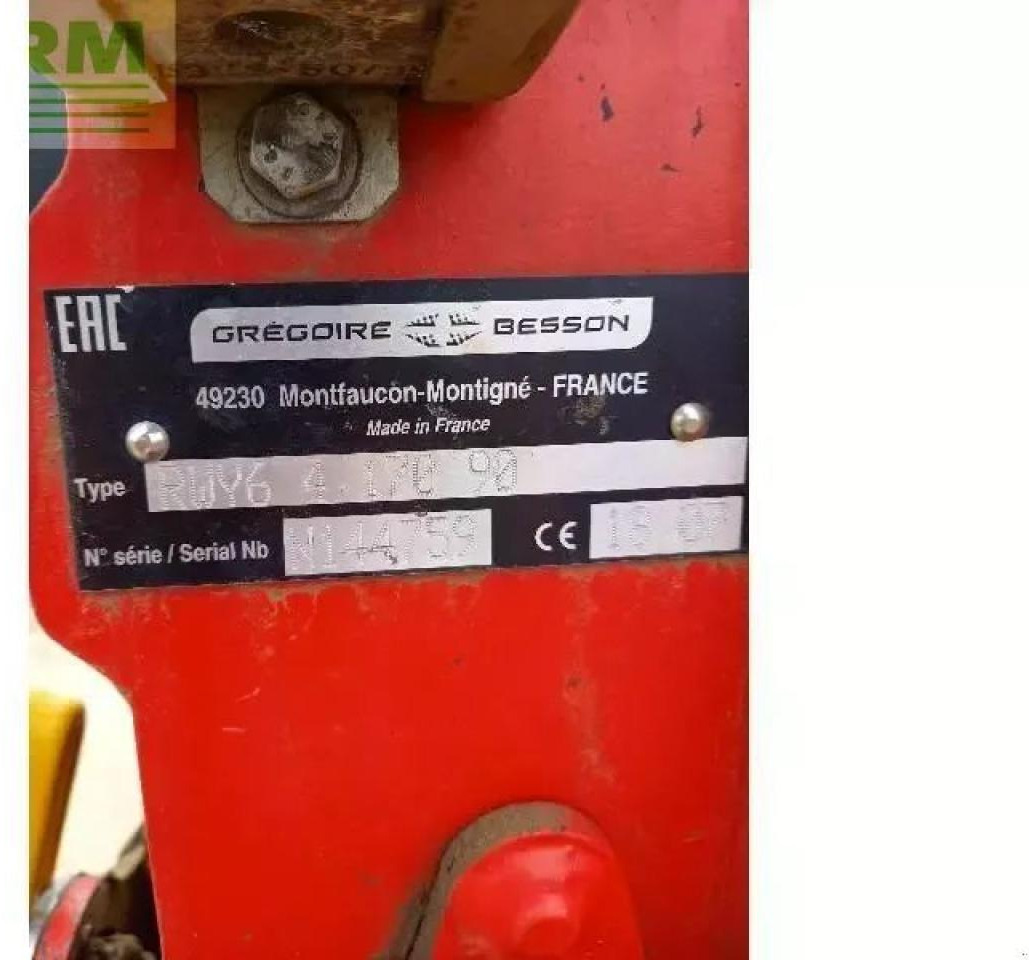 RM
EAC
GRÉGOIRE BESSON
49230 Montfaucon-Montigné - FRANCE
Made in France
Type RWY6 4.170 90
N° série / Serial Nb N144759 CE 18 07